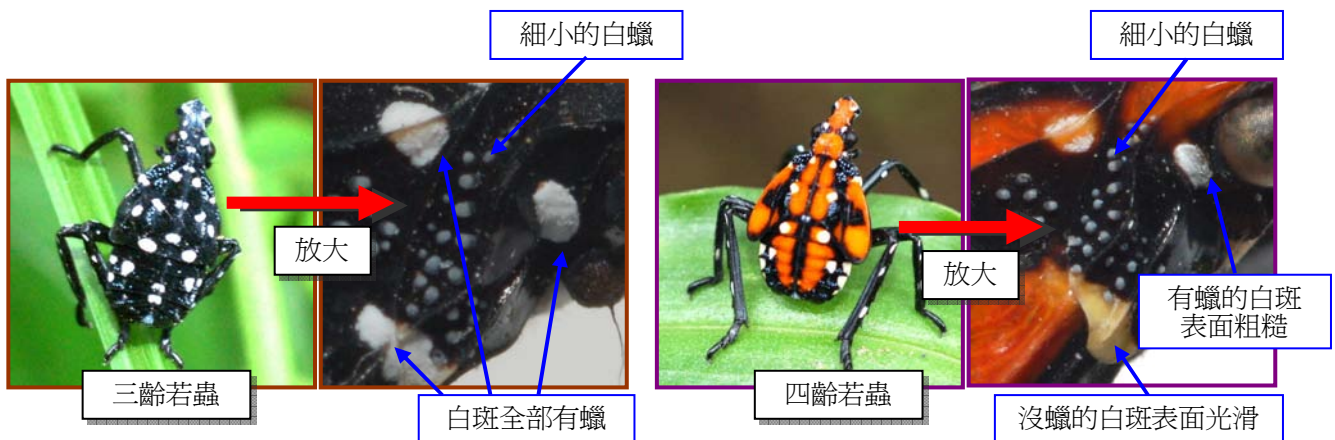 細小的白蠟
細小的白蠟
放大
放大
有蠟的白斑
表面粗糙
三齡若蟲
白斑全部有蠟
四齡若蟲
沒蠟的白斑表面光滑